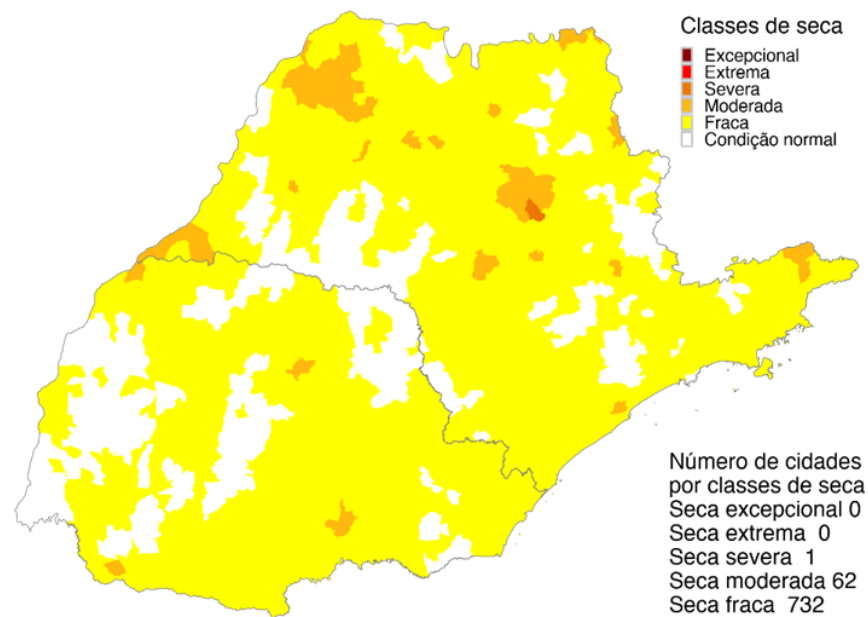 Classes de seca
Excepcional
Extrema
Severa
Moderada
Fraca
Condição normal
Número de cidades
por classes de seca
Seca excepcional 0
Seca extrema 0
Seca severa 1
Seca moderada 62
Seca fraca 732